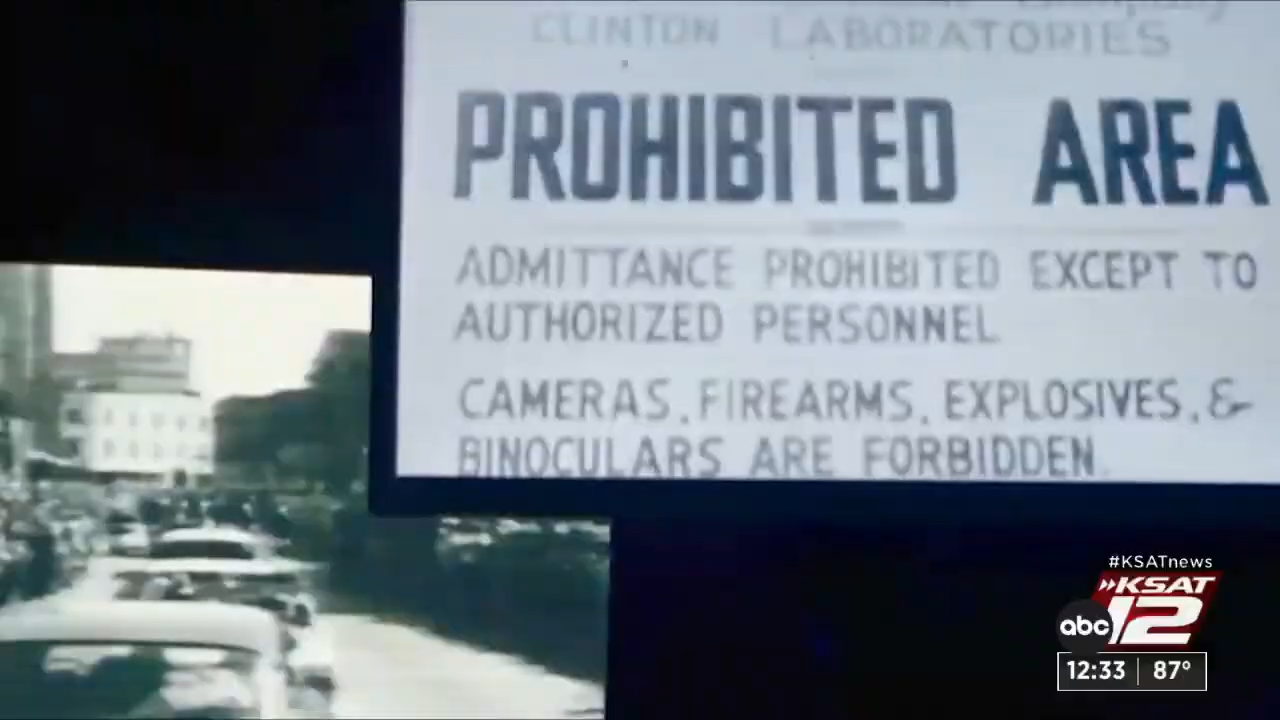 CLINTON LABORATORIES
PROHIBITED AREA
ADMITTANCE PROHIBITED EXCEPT TO
AUTHORIZED PERSONNEL
CAMERAS, FIREARMS, EXPLOSIVES, &
BINOCULARS ARE FORBIDDEN.
#KSATnews
KSAT
abc 12
12:33 87°